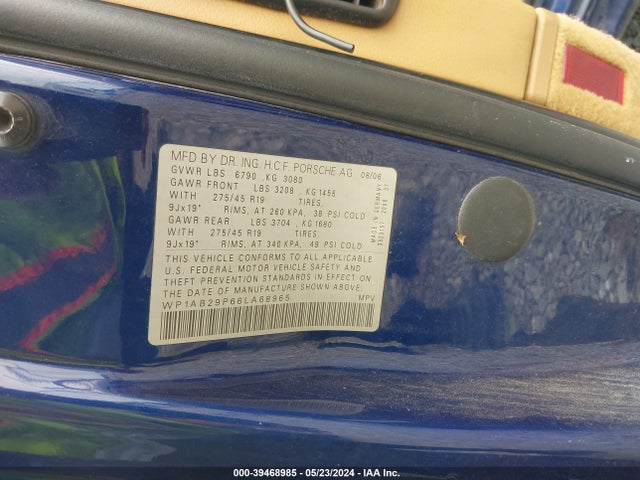 MFD BY DR. ING. H.C.F. PORSCHE AG 08/06
GVWR LBS 6790 , KG 3080
GAWR FRONT LBS 3208 , KG 1455
WITH 275/45 R19 TIRES,
9Jx19" RIMS, AT 260 KPA, 38 PSI COLD
GAWR REAR LBS 3704 , KG 1680
WITH 275/45 R19 TIRES,
9Jx19" RIMS, AT 340 KPA, 49 PSI COLD
THIS VEHICLE CONFORMS TO ALL APPLICABLE
U.S. FEDERAL MOTOR VEHICLE SAFETY AND
THEFT PREVENTION STANDARDS IN EFFECT ON
THE DATE OF MANUFACTURE SHOWN ABOVE.
WP1AB29P66LA68965 MPV
MADE IN GERMANY
000-39468985 - 05/23/2024 - IAA Inc.